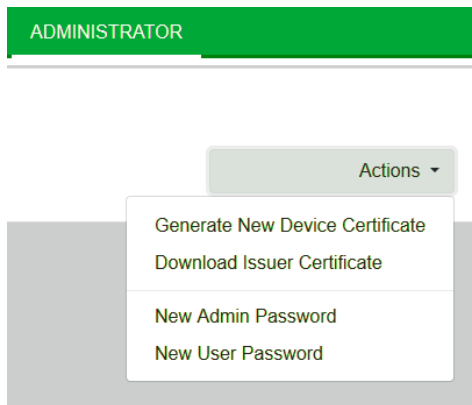 ADMINISTRATOR
Actions
Generate New Device Certificate
Download Issuer Certificate
New Admin Password
New User Password